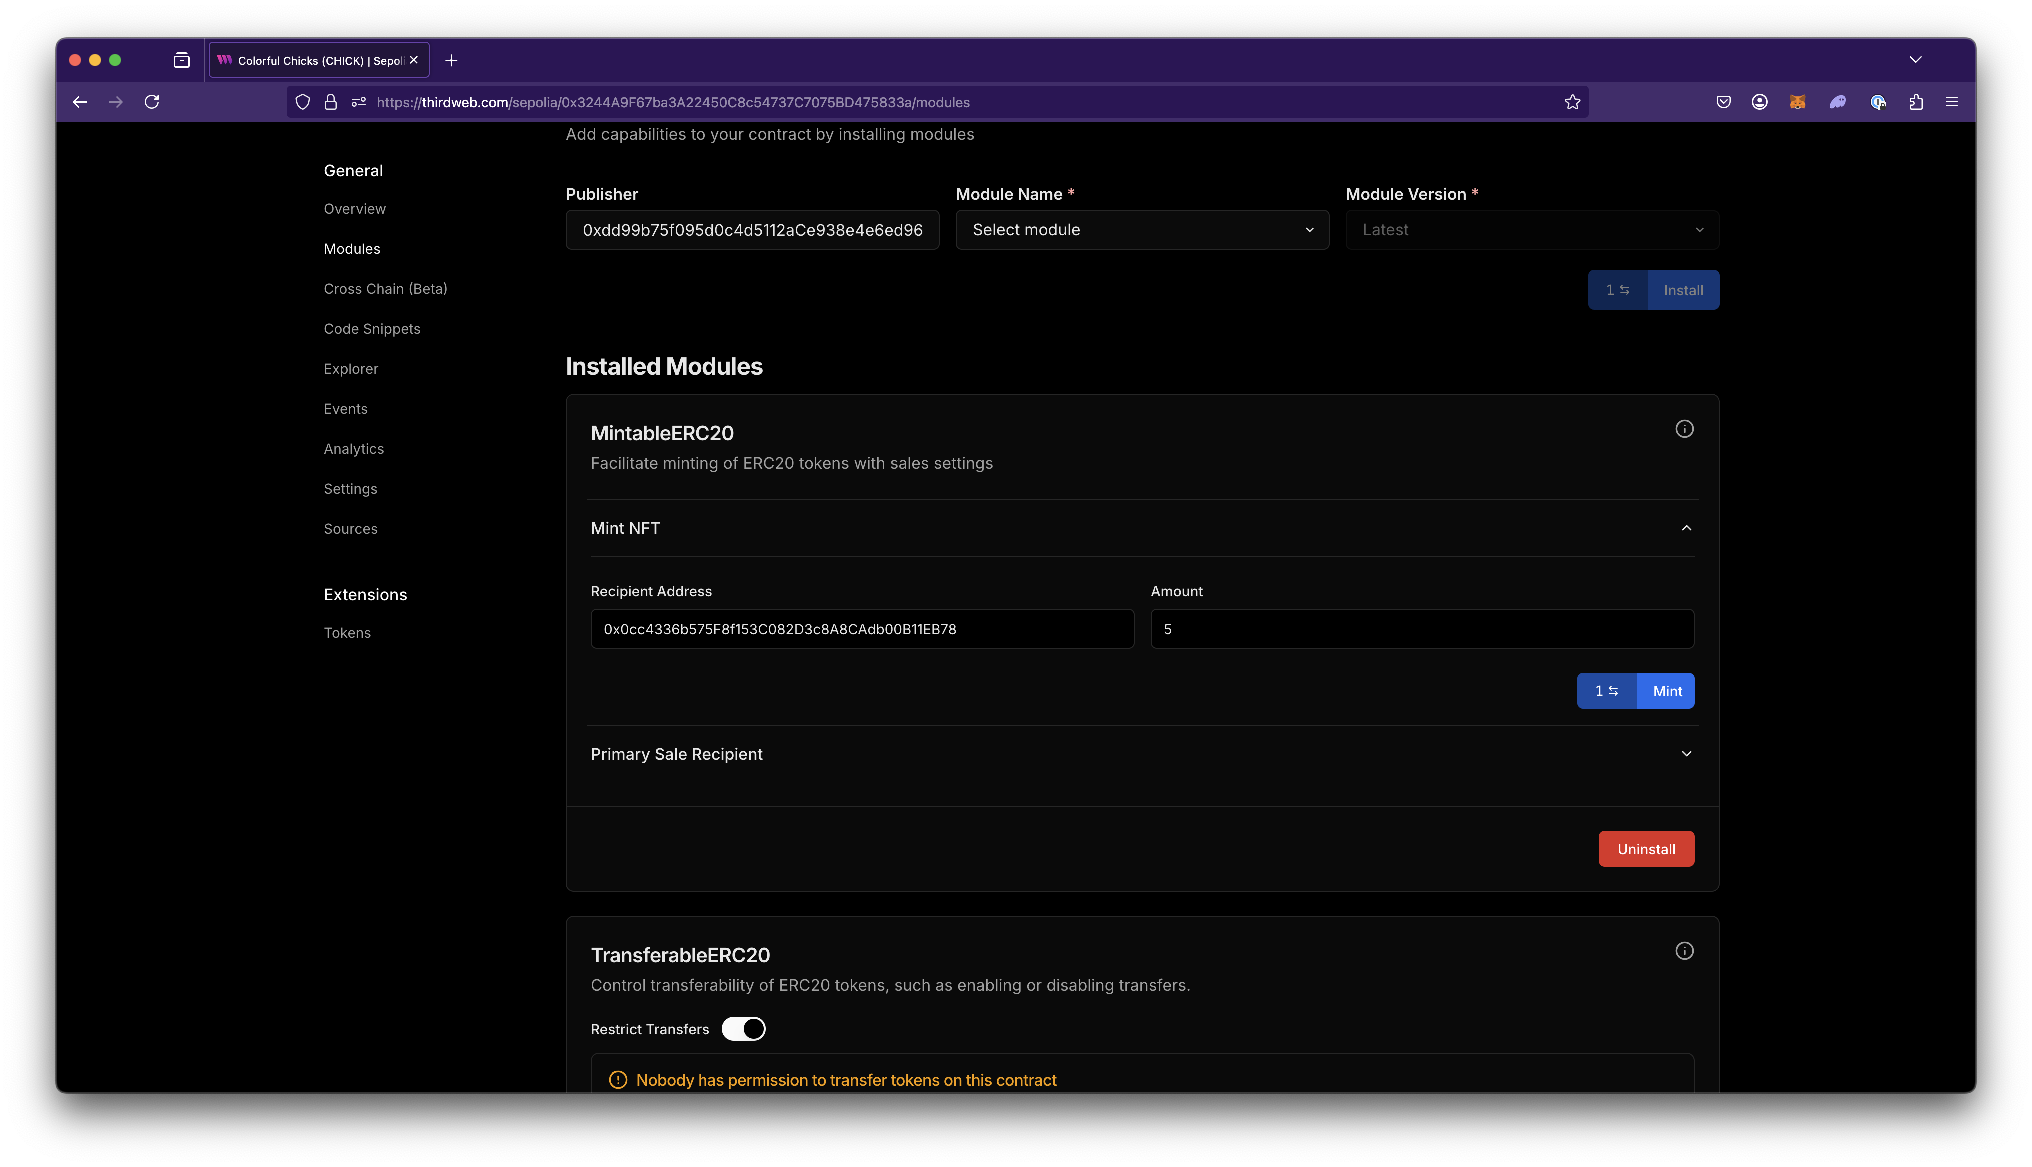 Colorful Chicks (CHICK) | Sepoli
https://thirdweb.com/sepolia/0x3244A9F67ba3A22450C8c54737C7075BD475833a/modules
Add capabilities to your contract by installing modules
General
Overview
Modules
Cross Chain (Beta)
Code Snippets
Explorer
Events
Analytics
Settings
Sources
Extensions
Tokens
Publisher
0xdd99b75f095d0c4d5112aCe938e4e6ed96
Module Name *
Select module
Module Version *
Latest
1 Install
Installed Modules
MintableERC20
Facilitate minting of ERC20 tokens with sales settings
Mint NFT
Recipient Address
0x0cc4336b575F8f153C082D3c8A8CAdb00B11EB78
Amount
5
1 Mint
Primary Sale Recipient
Uninstall
TransferableERC20
Control transferability of ERC20 tokens, such as enabling or disabling transfers.
Restrict Transfers
Nobody has permission to transfer tokens on this contract